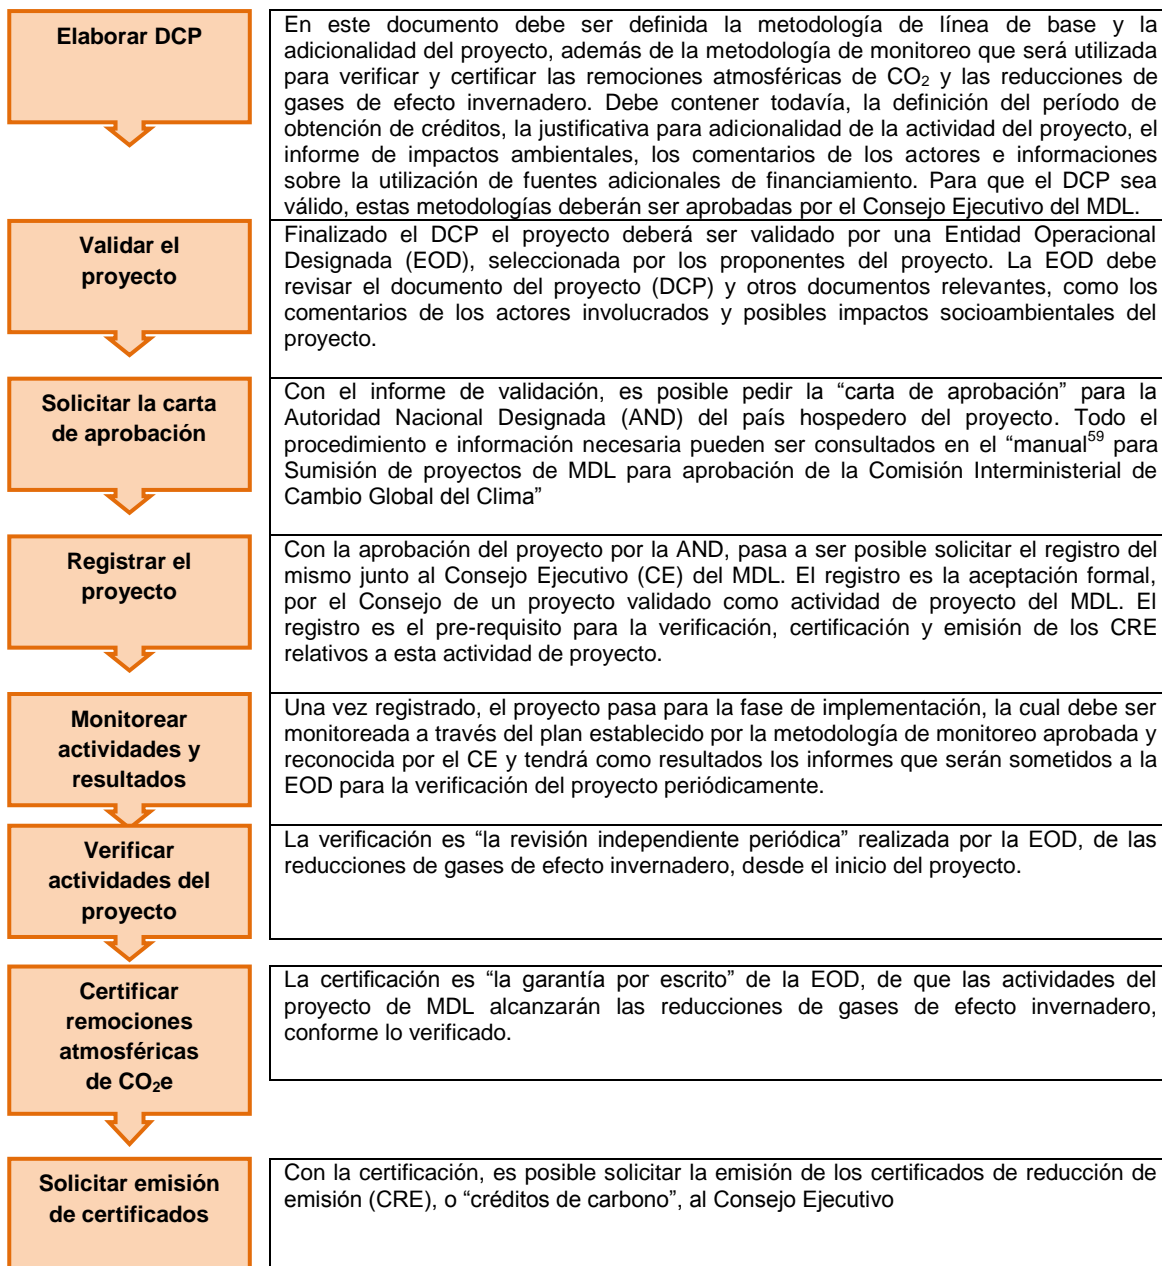 Elaborar DCP
En este documento debe ser definida la metodología de línea de base y la
adicionalidad del proyecto, además de la metodología de monitoreo que será utilizada
para verificar y certificar las remociones atmosféricas de CO₂ y las reducciones de
gases de efecto invernadero. Debe contener todavía, la definición del período de
obtención de créditos, la justificativa para adicionalidad de la actividad del proyecto, el
informe de impactos ambientales, los comentarios de los actores e informaciones
sobre la utilización de fuentes adicionales de financiamiento. Para que el DCP sea
válido, estas metodologías deberán ser aprobadas por el Consejo Ejecutivo del MDL.
Validar el
proyecto
Finalizado el DCP el proyecto deberá ser validado por una Entidad Operacional
Designada (EOD), seleccionada por los proponentes del proyecto. La EOD debe
revisar el documento del proyecto (DCP) y otros documentos relevantes, como los
comentarios de los actores involucrados y posibles impactos socioambientales del
proyecto.
Solicitar la carta
de aprobación
Con el informe de validación, es posible pedir la “carta de aprobación” para la
Autoridad Nacional Designada (AND) del país hospedero del proyecto. Todo el
procedimiento e información necesaria pueden ser consultados en el “manual⁵⁹ para
Sumisión de proyectos de MDL para aprobación de la Comisión Interministerial de
Cambio Global del Clima”
Registrar el
proyecto
Con la aprobación del proyecto por la AND, pasa a ser posible solicitar el registro del
mismo junto al Consejo Ejecutivo (CE) del MDL. El registro es la aceptación formal,
por el Consejo de un proyecto validado como actividad de proyecto del MDL. El
registro es el pre-requisito para la verificación, certificación y emisión de los CRE
relativos a esta actividad de proyecto.
Monitorear
actividades y
resultados
Una vez registrado, el proyecto pasa para la fase de implementación, la cual debe ser
monitoreada a través del plan establecido por la metodología de monitoreo aprobada y
reconocida por el CE y tendrá como resultados los informes que serán sometidos a la
EOD para la verificación del proyecto periódicamente.
Verificar
actividades del
proyecto
La verificación es “la revisión independiente periódica” realizada por la EOD, de las
reducciones de gases de efecto invernadero, desde el inicio del proyecto.
Certificar
remociones
atmosféricas
de CO₂e
La certificación es “la garantía por escrito” de la EOD, de que las actividades del
proyecto de MDL alcanzarán las reducciones de gases de efecto invernadero,
conforme lo verificado.
Solicitar emisión
de certificados
Con la certificación, es posible solicitar la emisión de los certificados de reducción de
emisión (CRE), o “créditos de carbono”, al Consejo Ejecutivo